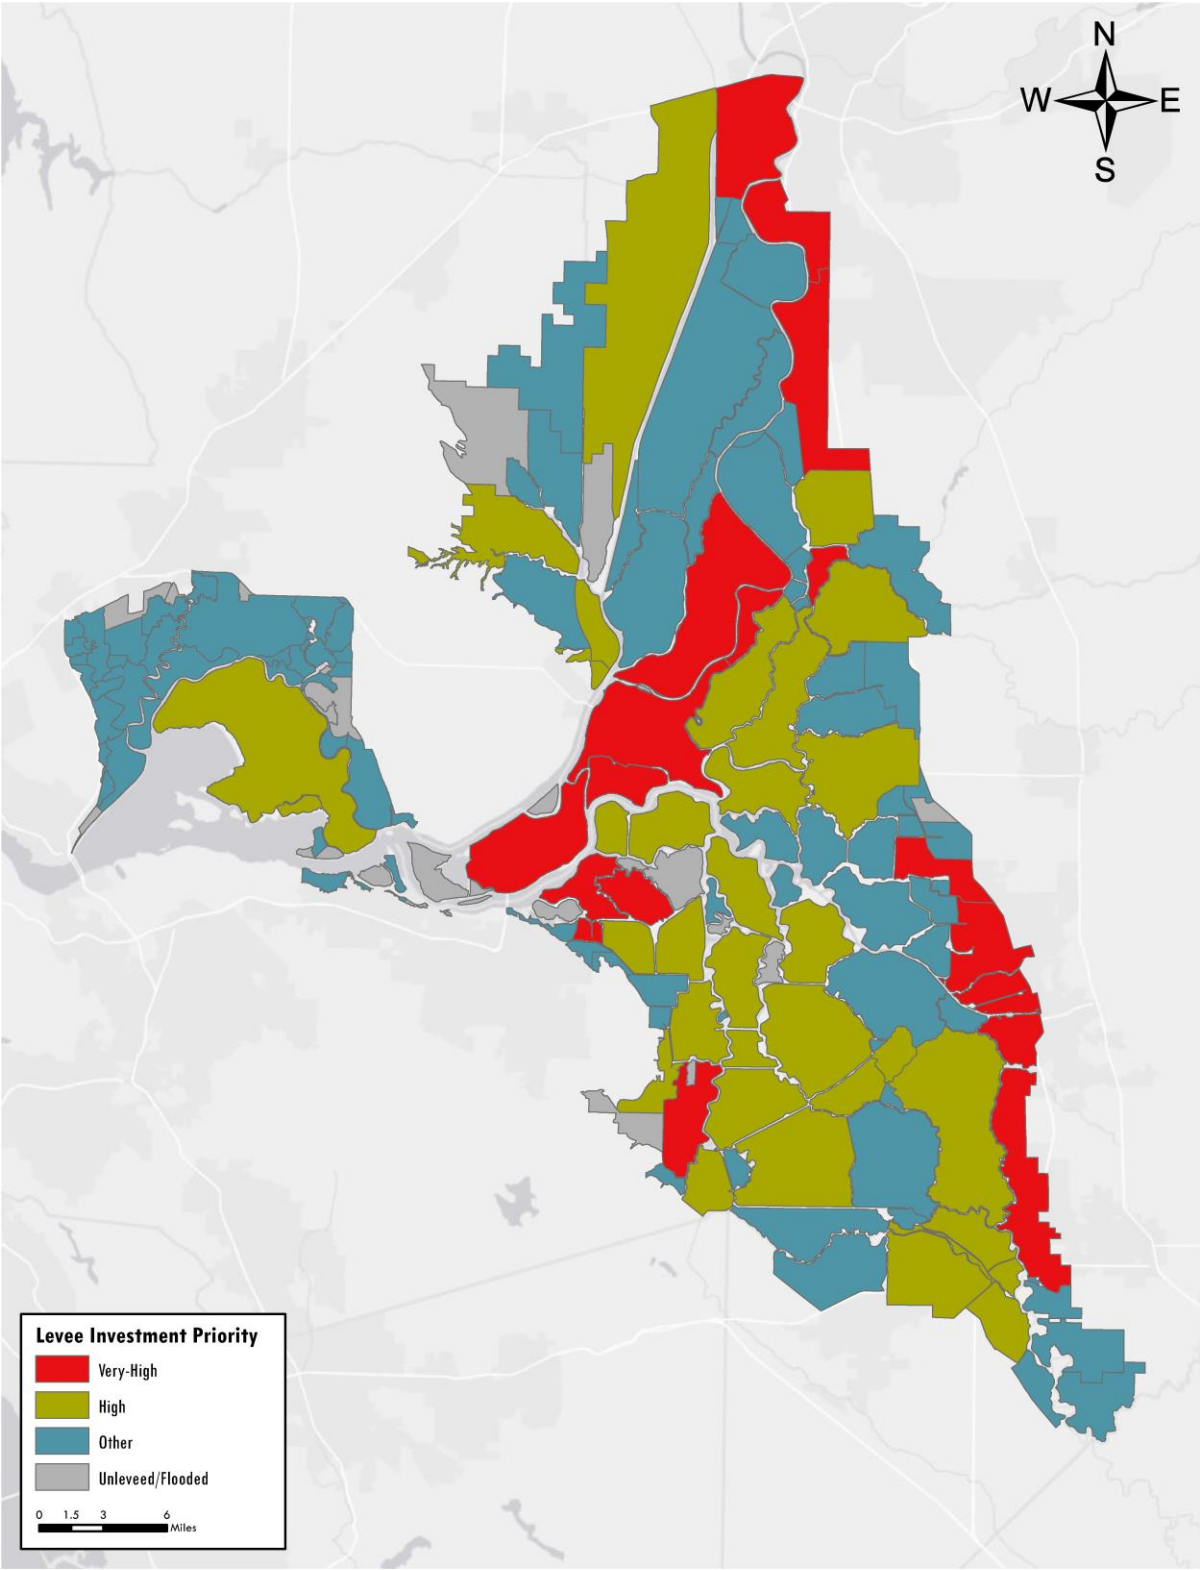 N
W E
S
Levee Investment Priority
Very-High
High
Other
Unleveed/Flooded
0 1.5 3 6
Miles